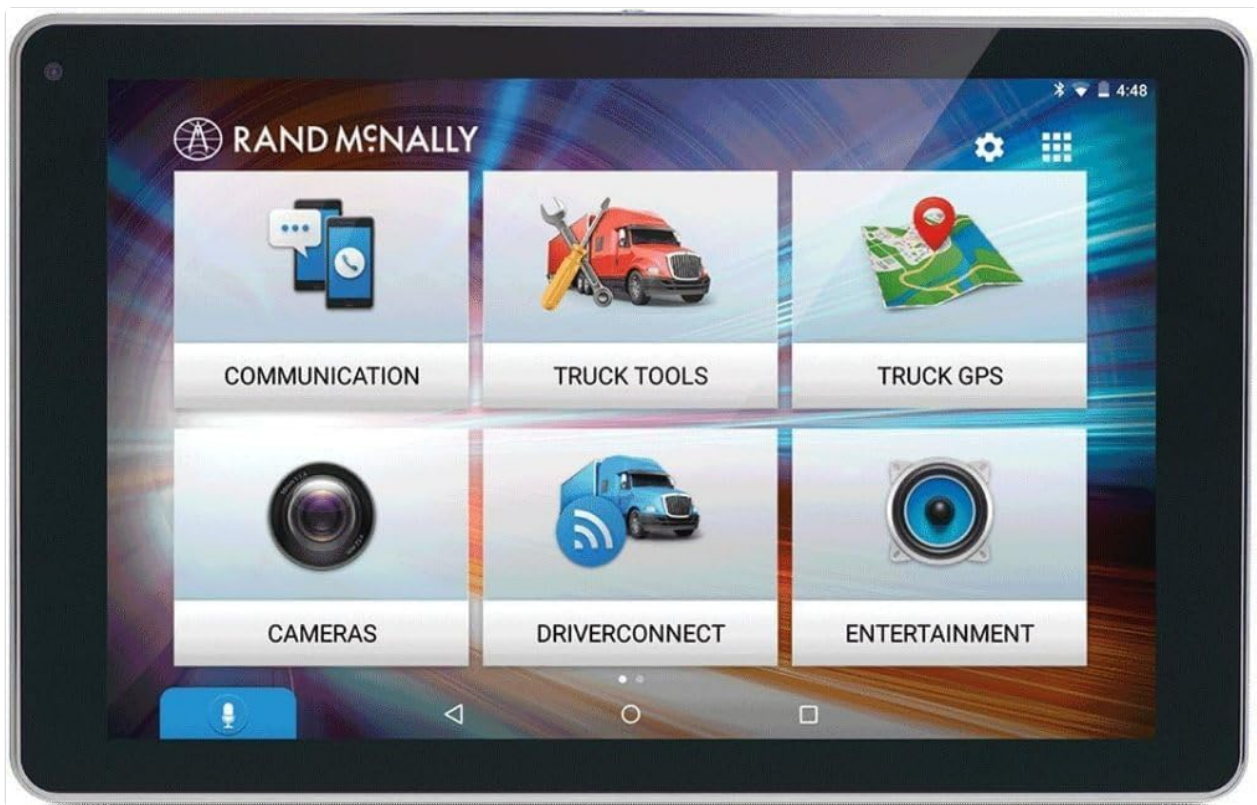 4:48
RAND MCNALLY
COMMUNICATION
TRUCK TOOLS
TRUCK GPS
CAMERAS
DRIVERCONNECT
ENTERTAINMENT